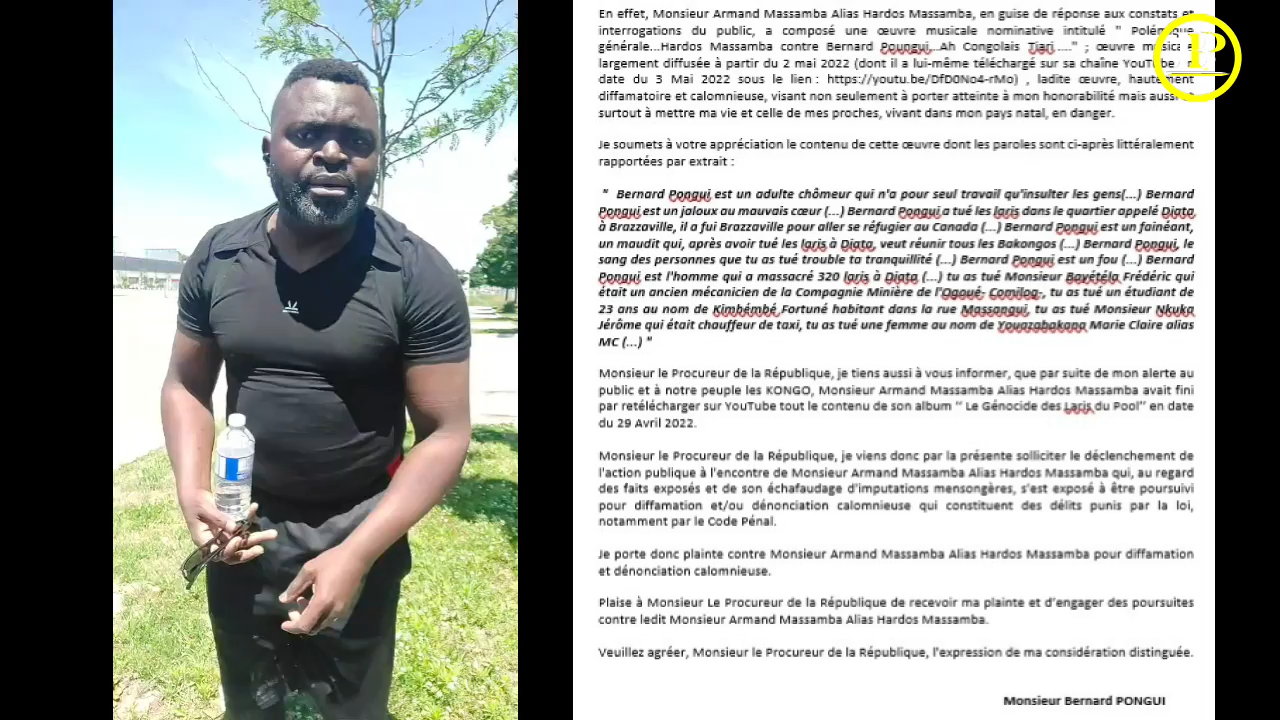 En effet, Monsieur Armand Massamba Alias Hardos Massamba, en guise de réponse aux constats et
interrogations du public, a composé une œuvre musicale nominative intitulé " Polémique
générale...Hardos Massamba contre Bernard Poungui,..Ah Congolais Tiari....." ; œuvre musicale
largement diffusée à partir du 2 mai 2022 (dont il a lui-même téléchargé sur sa chaîne YouTube en
date du 3 Mai 2022 sous le lien : https://youtu.be/DfD0No4-rMo) , ladite œuvre, hautement
diffamatoire et calomnieuse, visant non seulement à porter atteinte à mon honorabilité mais aussi et
surtout à mettre ma vie et celle de mes proches, vivant dans mon pays natal, en danger.
Je soumets à votre appréciation le contenu de cette œuvre dont les paroles sont ci-après littéralement
rapportées par extrait :
" Bernard Pongui est un adulte chômeur qui n'a pour seul travail qu'insulter les gens(...) Bernard
Pongui est un jaloux au mauvais cœur (...) Bernard Pongui a tué les laris dans le quartier appelé Diata
à Brazzaville, il a fui Brazzaville pour aller se réfugier au Canada (...) Bernard Pongui est un fainéant,
un maudit qui, après avoir tué les laris à Diata, veut réunir tous les Bakongos (...) Bernard Pongui, le
sang des personnes que tu as tué trouble ta tranquillité (...) Bernard Pongui est un fou (...) Bernard
Pongui est l'homme qui a massacré 320 laris à Diata (...) tu as tué Monsieur Bayétéla Frédéric qui
était un ancien mécanicien de la Compagnie Minière de l'Ogoué- Comilog-, tu as tué un étudiant de
23 ans au nom de Kimbémbé Fortuné habitant dans la rue Massangui, tu as tué Monsieur Nkuka
Jérôme qui était chauffeur de taxi, tu as tué une femme au nom de Youazabakana Marie Claire alias
MC (...) "
Monsieur le Procureur de la République, je tiens aussi à vous informer, que par suite de mon alerte au
public et à notre peuple les KONGO, Monsieur Armand Massamba Alias Hardos Massamba avait fini
par retélécharger sur YouTube tout le contenu de son album " Le Génocide des Laris du Pool" en date
du 29 Avril 2022.
Monsieur le Procureur de la République, je viens donc par la présente solliciter le déclenchement de
l'action publique à l'encontre de Monsieur Armand Massamba Alias Hardos Massamba qui, au regard
des faits exposés et de son échafaudage d'imputations mensongères, s'est exposé à être poursuivi
pour diffamation et/ou dénonciation calomnieuse qui constituent des délits punis par la loi,
notamment par le Code Pénal.
Je porte donc plainte contre Monsieur Armand Massamba Alias Hardos Massamba pour diffamation
et dénonciation calomnieuse.
Plaise à Monsieur Le Procureur de la République de recevoir ma plainte et d'engager des poursuites
contre ledit Monsieur Armand Massamba Alias Hardos Massamba.
Veuillez agréer, Monsieur le Procureur de la République, l'expression de ma considération distinguée.
Monsieur Bernard PONGUI
P